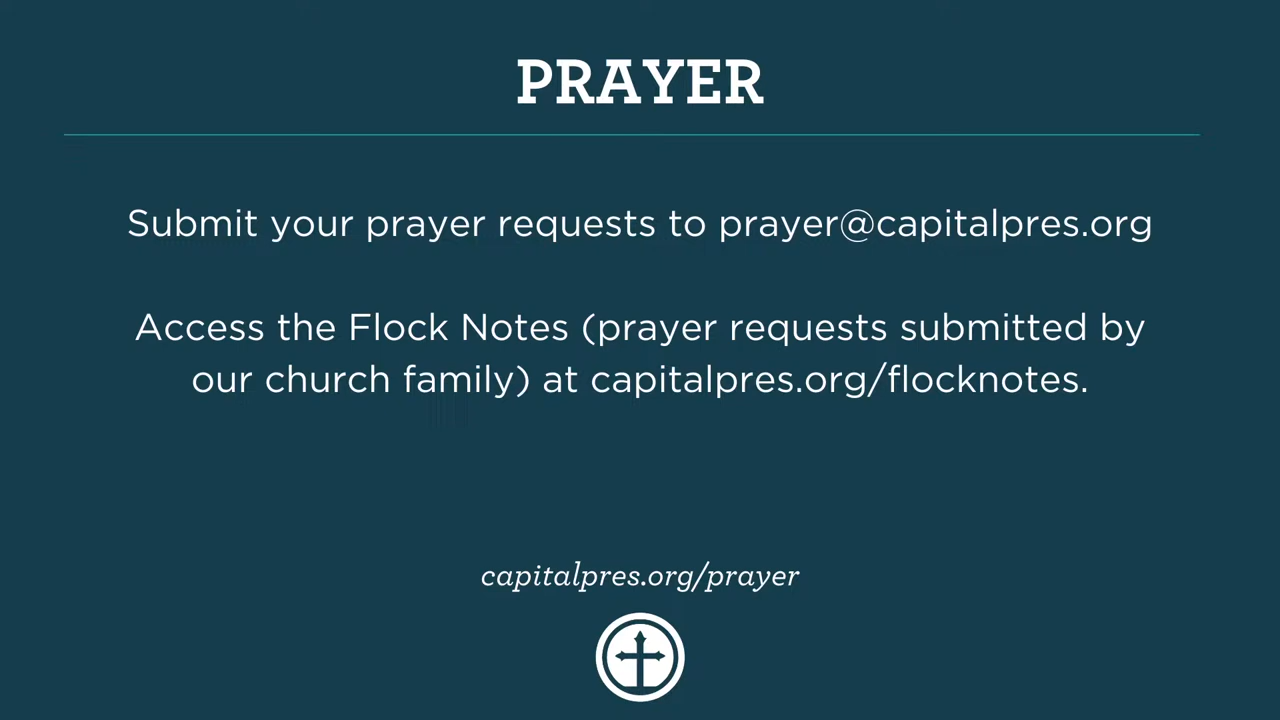 PRAYER
Submit your prayer requests to prayer@capitalpres.org
Access the Flock Notes (prayer requests submitted by
our church family) at capitalpres.org/flocknotes.
capitalpres.org/prayer